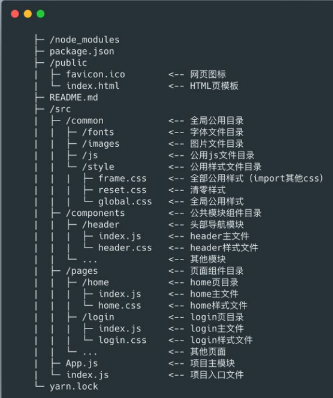 ├─ /node_modules
├─ package.json
├─ /public
|  ├─ favicon.ico        <-- 网页图标
|  └─ index.html         <-- HTML页模板
├─ README.md
├─ /src
|  ├─ /common            <-- 全局公用目录
|  |  ├─ /fonts          <-- 字体文件目录
|  |  ├─ /images         <-- 图片文件目录
|  |  ├─ /js             <-- 公用js文件目录
|  |  └─ /style          <-- 公用样式文件目录
|  |  |  ├─ frame.css    <-- 全部公用样式（import其他css）
|  |  |  ├─ reset.css    <-- 清零样式
|  |  |  └─ global.css   <-- 全局公用样式
|  ├─ /components        <-- 公共模块组件目录
|  |  ├─ /header         <-- 头部导航模块
|  |  |  ├─ index.js     <-- header主文件
|  |  |  └─ header.css   <-- header样式文件
|  |  └─ ...             <-- 其他模块
|  ├─ /pages             <-- 页面组件目录
|  |  ├─ /home           <-- home页目录
|  |  |  ├─ index.js     <-- home主文件
|  |  |  └─ home.css     <-- home样式文件
|  |  ├─ /login          <-- login页目录
|  |  |  ├─ index.js     <-- login主文件
|  |  |  └─ login.css    <-- login样式文件
|  |  └─ ...             <-- 其他页面
|  ├─ App.js             <-- 项目主模块
|  └─ index.js           <-- 项目入口文件
└─ yarn.lock